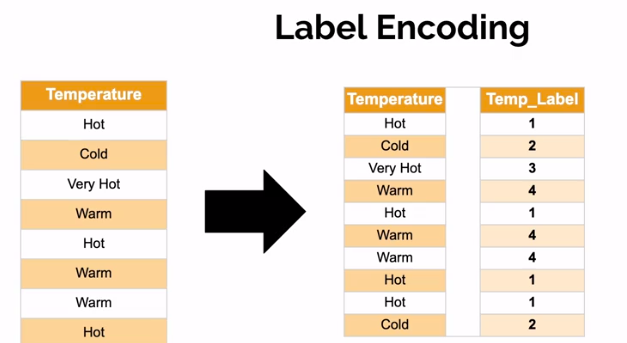 Label Encoding
Temperature
Hot
Cold
Very Hot
Warm
Hot
Warm
Warm
Hot
Temperature Temp_Label
Hot 1
Cold 2
Very Hot 3
Warm 4
Hot 1
Warm 4
Warm 4
Hot 1
Hot 1
Cold 2